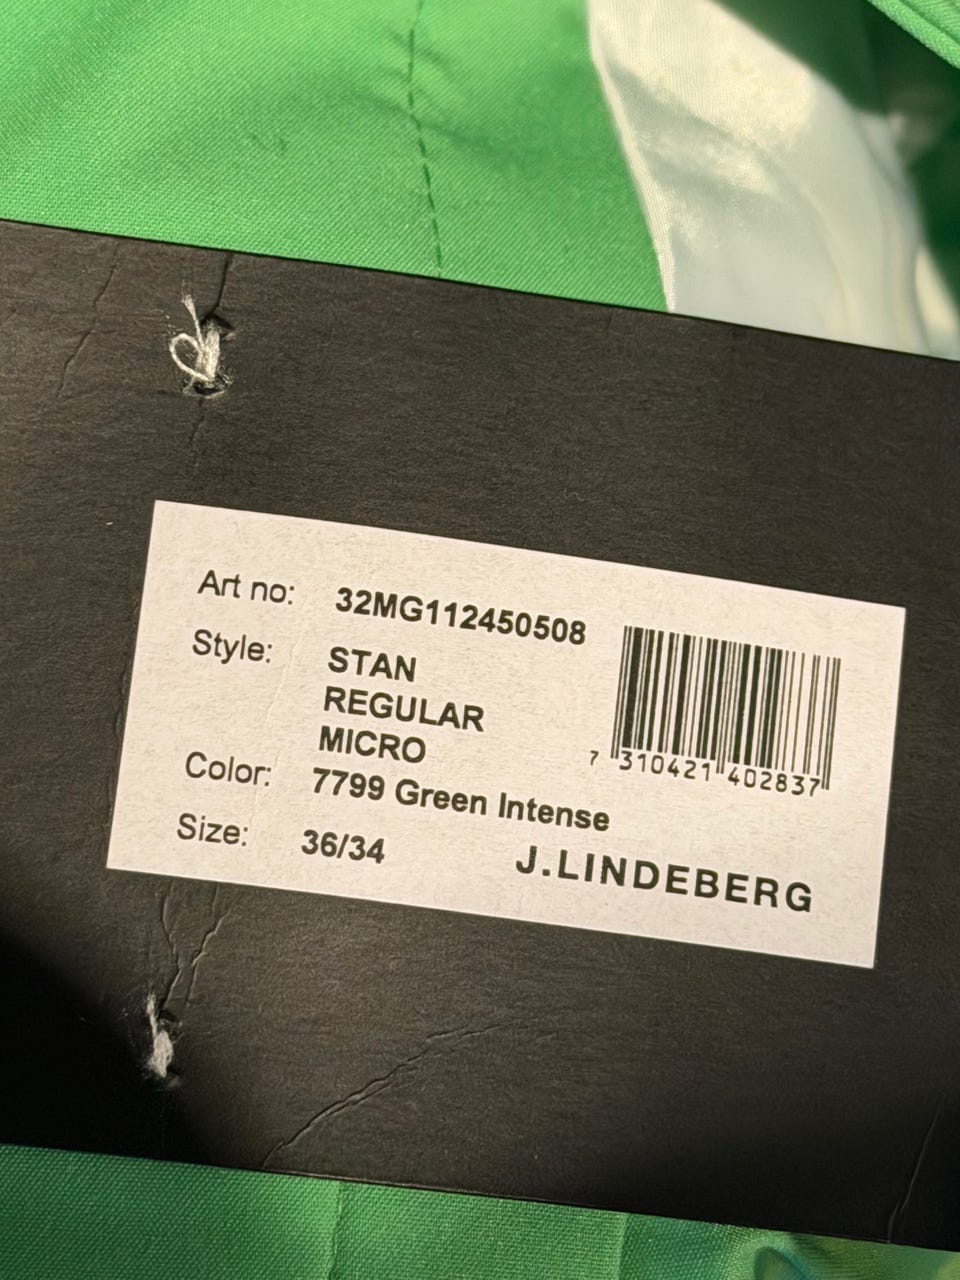 Art no: 32MG112450508
Style: STAN
REGULAR
MICRO
Color: 7799 Green Intense
Size: 36/34
7 310421 402837
J.LINDEBERG